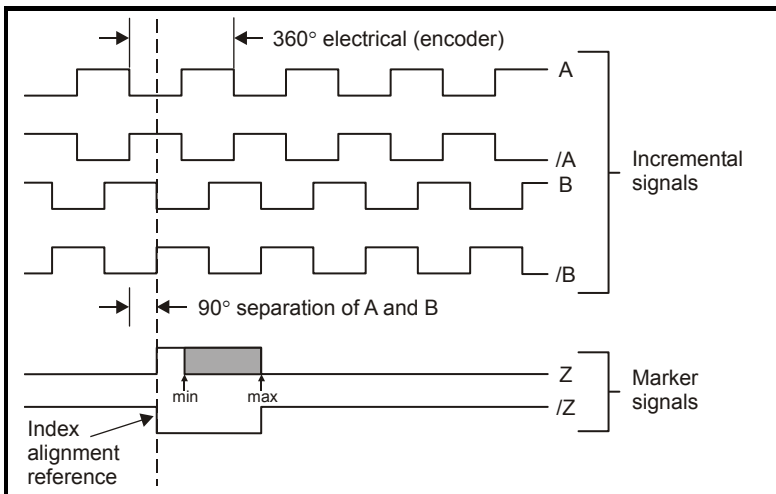 360° electrical (encoder)
A
/A
B
/B
Incremental
signals
90° separation of A and B
min
max
Z
/Z
Marker
signals
Index
alignment
reference